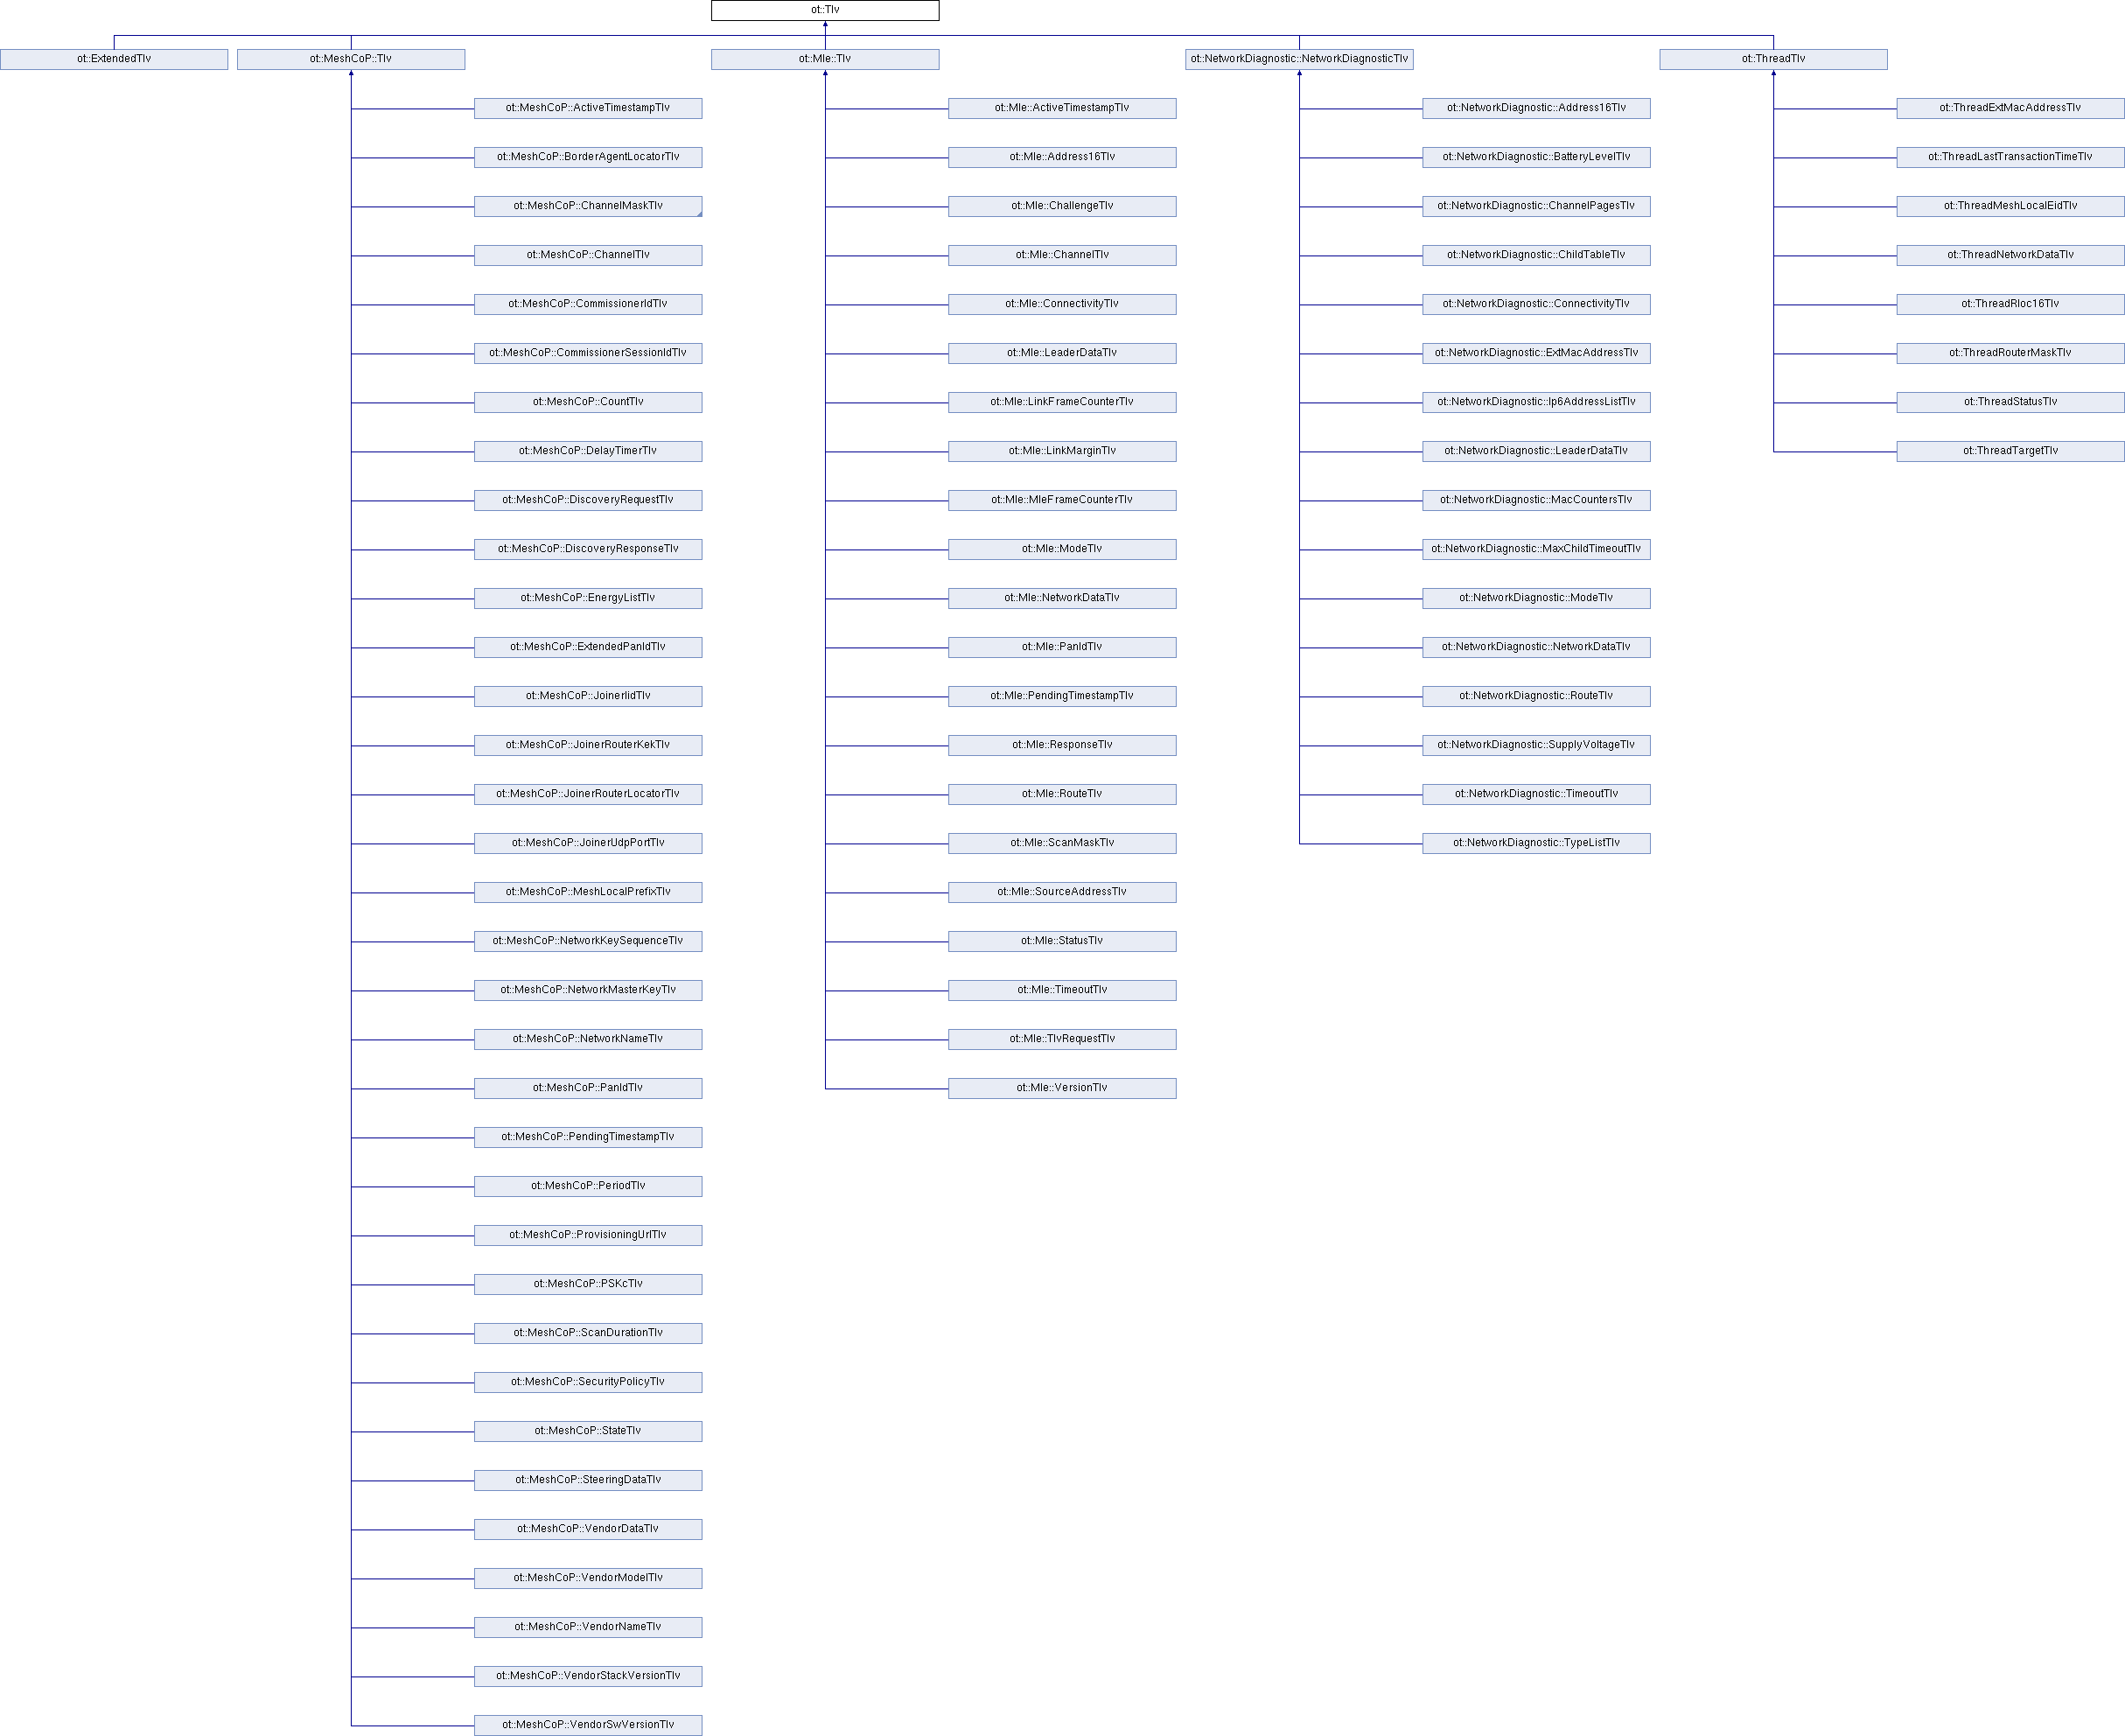 ot::Tlv
ot::ExtendedTlv
ot::MeshCoP::Tlv
ot::Mle::Tlv
ot::NetworkDiagnostic::NetworkDiagnosticTlv
ot::ThreadTlv
ot::MeshCoP::ActiveTimestampTlv
ot::MeshCoP::BorderAgentLocatorTlv
ot::MeshCoP::ChannelMaskTlv
ot::MeshCoP::ChannelTlv
ot::MeshCoP::CommissionerIdTlv
ot::MeshCoP::CommissionerSessionIdTlv
ot::MeshCoP::CountTlv
ot::MeshCoP::DelayTimerTlv
ot::MeshCoP::DiscoveryRequestTlv
ot::MeshCoP::DiscoveryResponseTlv
ot::MeshCoP::EnergyListTlv
ot::MeshCoP::ExtendedPanIdTlv
ot::MeshCoP::JoinerIidTlv
ot::MeshCoP::JoinerRouterKekTlv
ot::MeshCoP::JoinerRouterLocatorTlv
ot::MeshCoP::JoinerUdpPortTlv
ot::MeshCoP::MeshLocalPrefixTlv
ot::MeshCoP::NetworkKeySequenceTlv
ot::MeshCoP::NetworkMasterKeyTlv
ot::MeshCoP::NetworkNameTlv
ot::MeshCoP::PanIdTlv
ot::MeshCoP::PendingTimestampTlv
ot::MeshCoP::PeriodTlv
ot::MeshCoP::ProvisioningUrlTlv
ot::MeshCoP::PSKcTlv
ot::MeshCoP::ScanDurationTlv
ot::MeshCoP::SecurityPolicyTlv
ot::MeshCoP::StateTlv
ot::MeshCoP::SteeringDataTlv
ot::MeshCoP::VendorDataTlv
ot::MeshCoP::VendorModelTlv
ot::MeshCoP::VendorNameTlv
ot::MeshCoP::VendorStackVersionTlv
ot::MeshCoP::VendorSwVersionTlv
ot::Mle::ActiveTimestampTlv
ot::Mle::Address16Tlv
ot::Mle::ChallengeTlv
ot::Mle::ChannelTlv
ot::Mle::ConnectivityTlv
ot::Mle::LeaderDataTlv
ot::Mle::LinkFrameCounterTlv
ot::Mle::LinkMarginTlv
ot::Mle::MleFrameCounterTlv
ot::Mle::ModeTlv
ot::Mle::NetworkDataTlv
ot::Mle::PanIdTlv
ot::Mle::PendingTimestampTlv
ot::Mle::ResponseTlv
ot::Mle::RouteTlv
ot::Mle::ScanMaskTlv
ot::Mle::SourceAddressTlv
ot::Mle::StatusTlv
ot::Mle::TimeoutTlv
ot::Mle::TlvRequestTlv
ot::Mle::VersionTlv
ot::NetworkDiagnostic::Address16Tlv
ot::NetworkDiagnostic::BatteryLevelTlv
ot::NetworkDiagnostic::ChannelPagesTlv
ot::NetworkDiagnostic::ChildTableTlv
ot::NetworkDiagnostic::ConnectivityTlv
ot::NetworkDiagnostic::ExtMacAddressTlv
ot::NetworkDiagnostic::Ip6AddressListTlv
ot::NetworkDiagnostic::LeaderDataTlv
ot::NetworkDiagnostic::MacCountersTlv
ot::NetworkDiagnostic::MaxChildTimeoutTlv
ot::NetworkDiagnostic::ModeTlv
ot::NetworkDiagnostic::NetworkDataTlv
ot::NetworkDiagnostic::RouteTlv
ot::NetworkDiagnostic::SupplyVoltageTlv
ot::NetworkDiagnostic::TimeoutTlv
ot::NetworkDiagnostic::TypeListTlv
ot::ThreadExtMacAddressTlv
ot::ThreadLastTransactionTimeTlv
ot::ThreadMeshLocalEidTlv
ot::ThreadNetworkDataTlv
ot::ThreadRloc16Tlv
ot::ThreadRouterMaskTlv
ot::ThreadStatusTlv
ot::ThreadTargetTlv